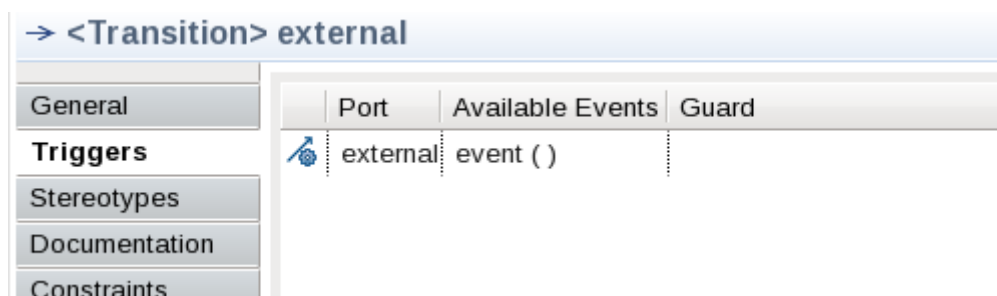 → <Transition> external
General
Port Available Events Guard
Triggers
external event ( )
Stereotypes
Documentation
Constraints